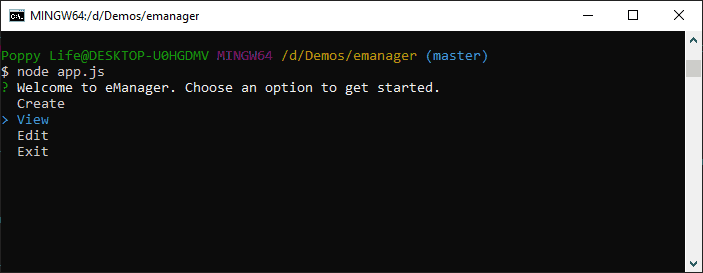 MINGW64:/d/Demos/emanager
Poppy Life@DESKTOP-U0HGDMV MINGW64 /d/Demos/emanager (master)
$ node app.js
? Welcome to eManager. Choose an option to get started.
Create
> View
Edit
Exit